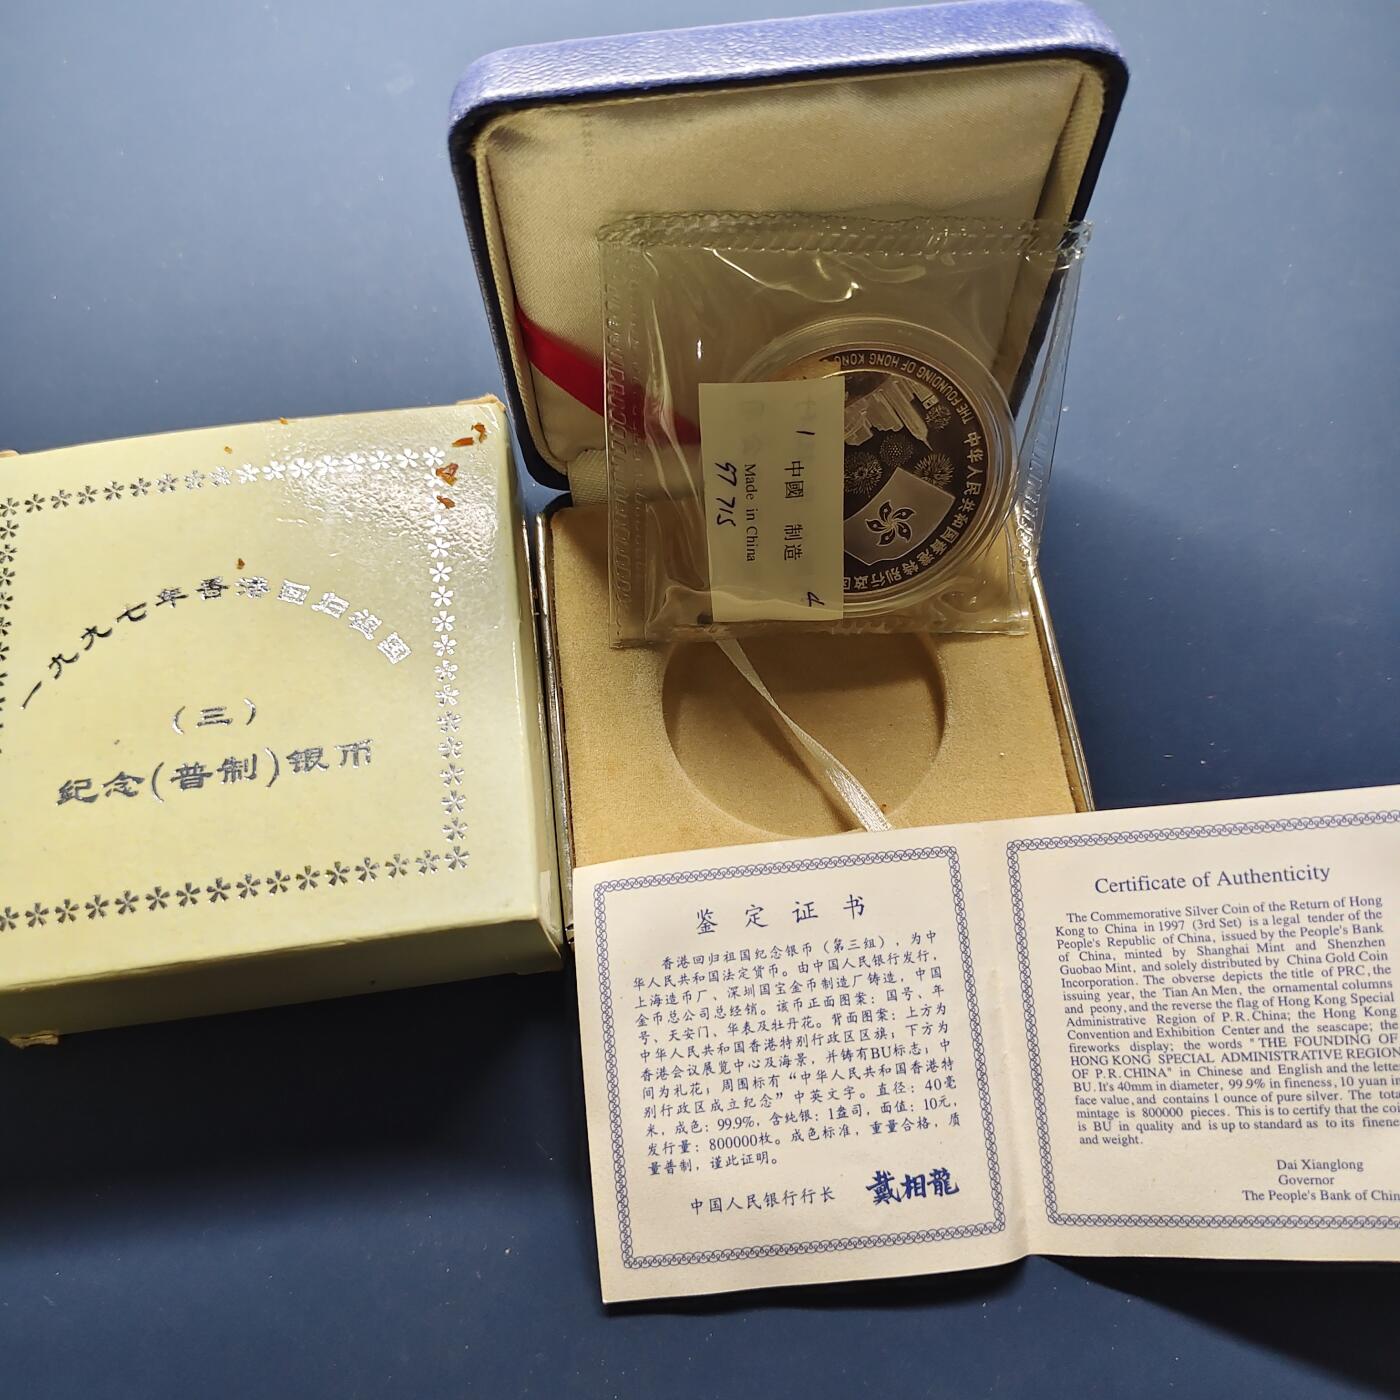 一九九七年香港回归祖国
(三)
纪念(普制)银币
THE FOUNDING OF HONG KONG
中华人民共和国香港特别行政区
中國 制造
Made in China
鉴定证书
香港回归祖国纪念银币（第三组），为中
华人民共和国法定货币。由中国人民银行发行，
上海造币厂、深圳国宝金币制造厂铸造，中国
金币总公司总经销。该币正面图案：国号、年
号、天安门、华表及牡丹花。背面图案：上方为
中华人民共和国香港特别行政区区旗；下方为
香港会议展览中心及海景，并铸有BU标志；中
间为礼花；周围标有“中华人民共和国香港特
别行政区成立纪念”中英文字。直径：40毫
米，成色：99.9%，含纯银：1盎司，面值：10元，
发行量：800000枚。成色标准，重量合格，质
量普制，谨此证明。
中国人民银行行长 戴相龍
Certificate of Authenticity
The Commemorative Silver Coin of the Return of Hong
Kong to China in 1997 (3rd Set) is a legal tender of the
People's Republic of China, issued by the People's Bank
of China, minted by Shanghai Mint and Shenzhen
Guobao Mint, and solely distributed by China Gold Coin
Incorporation. The obverse depicts the title of PRC, the
issuing year, the Tian An Men, the ornamental columns
and peony, and the reverse the flag of Hong Kong Special
Administrative Region of P.R.China; the Hong Kong
Convention and Exhibition Center and the seascape; the
fireworks display; the words "THE FOUNDING OF
HONG KONG SPECIAL ADMINISTRATIVE REGION
OF P.R.CHINA" in Chinese and English and the letter
BU. It's 40mm in diameter, 99.9% in fineness, 10 yuan in
face value, and contains 1 ounce of pure silver. The tota
mintage is 800000 pieces. This is to certify that the coi
is BU in quality and is up to standard as to its finene
and weight.
Dai Xianglong
Governor
The People's Bank of Chin